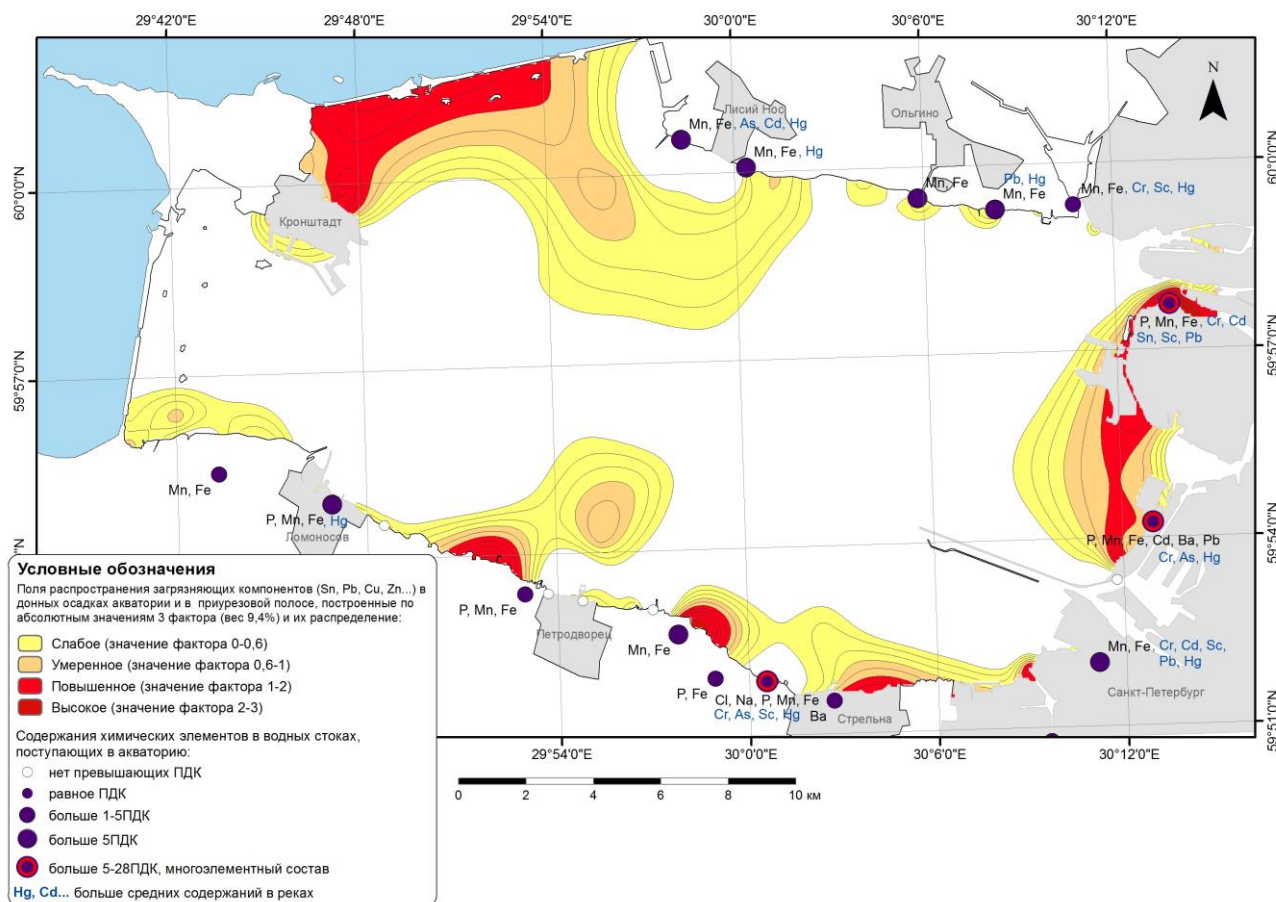 29°42'0"E 29°48'0"E 29°54'0"E 30°0'0"E 30°6'0"E 30°12'0"E
N
Лисий Нос
Ольгино
Mn, Fe, As, Cd, Hg
Mn, Fe, Hg
Mn, Fe
Pb, Hg
Mn, Fe
Mn, Fe, Cr, Sc, Hg
60°0'0"N
60°0'0"N
Кронштадт
P, Mn, Fe, Cr, Cd
Sn, Sc, Pb
59°57'0"N
59°57'0"N
Mn, Fe
P, Mn, Fe, Hg
Ломоносов
P, Mn, Fe, Cd, Ba, Pb
Cr, As, Hg
59°54'0"N
P, Mn, Fe
Петродворец
Mn, Fe
Mn, Fe, Cr, Cd, Sc,
Pb, Hg
P, Fe
Cl, Na, P, Mn, Fe
Cr, As, Sc, Hg
Ba
Стрельна
Санкт-Петербург
59°51'0"N
29°54'0"E 30°0'0"E 30°6'0"E 30°12'0"E
0 2 4 6 8 10 км
Условные обозначения
Поля распространения загрязняющих компонентов (Sn, Pb, Cu, Zn...) в
донных осадках акватории и в приурезовой полосе, построенные по
абсолютным значениям 3 фактора (вес 9,4%) и их распределение:
Слабое (значение фактора 0-0,6)
Умеренное (значение фактора 0,6-1)
Повышенное (значение фактора 1-2)
Высокое (значение фактора 2-3)
Содержания химических элементов в водных стоках,
поступающих в акваторию:
нет превышающих ПДК
равное ПДК
больше 1-5ПДК
больше 5ПДК
больше 5-28ПДК, многоэлементный состав
Hg, Cd... больше средних содержаний в реках